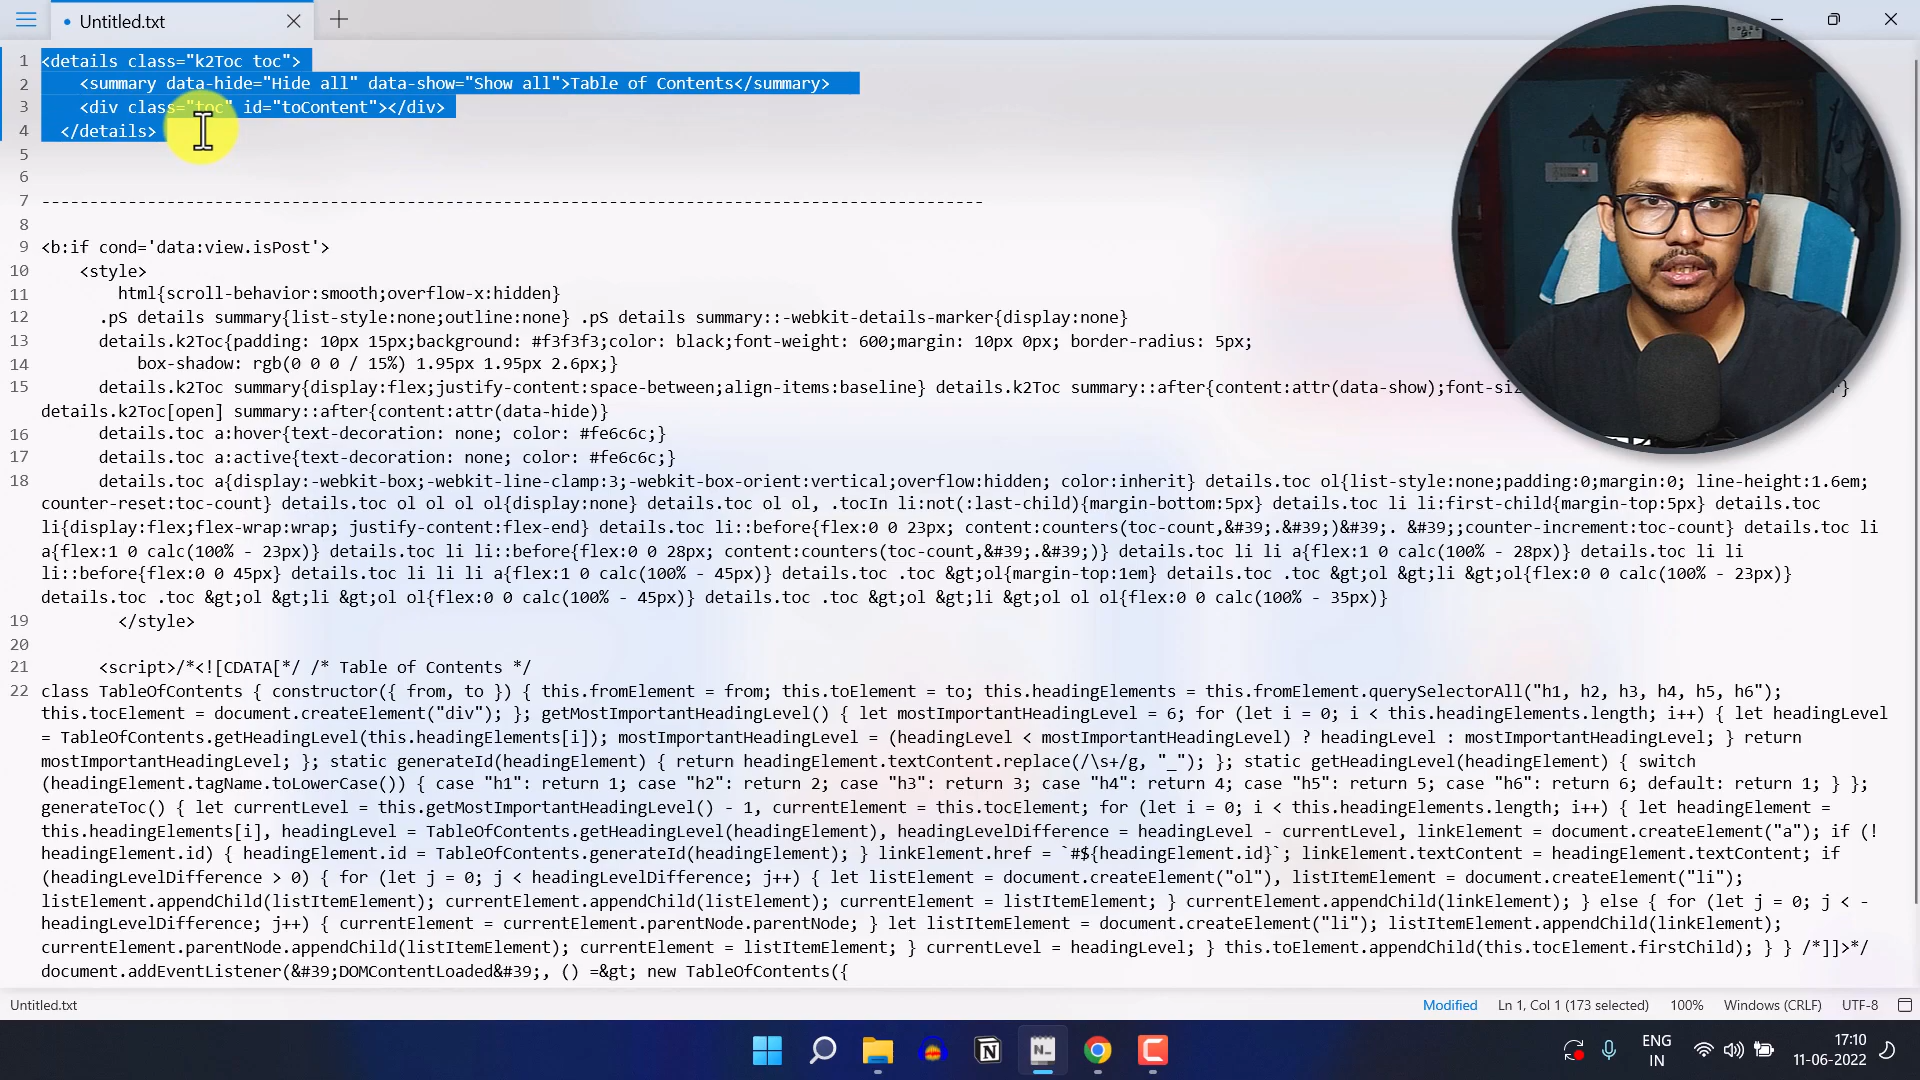 Untitled.txt
1 <details class="k2Toc toc">
2 <summary data-hide="Hide all" data-show="Show all">Table of Contents</summary>
3 <div class="toc" id="toContent"></div>
4 </details>
5
6
7 --------------------------------------------------------------------------------------------------
8
9 <b:if cond='data:view.isPost'>
10 <style>
11 html{scroll-behavior:smooth;overflow-x:hidden}
12 .pS details summary{list-style:none;outline:none} .pS details summary::-webkit-details-marker{display:none}
13 details.k2Toc{padding: 10px 15px;background: #f3f3f3;color: black;font-weight: 600;margin: 10px 0px; border-radius: 5px;
14 box-shadow: rgb(0 0 0 / 15%) 1.95px 1.95px 2.6px;}
15 details.k2Toc summary{display:flex;justify-content:space-between;align-items:baseline} details.k2Toc summary::after{content:attr(data-show);font-siz
details.k2Toc[open] summary::after{content:attr(data-hide)}
16 details.toc a:hover{text-decoration: none; color: #fe6c6c;}
17 details.toc a:active{text-decoration: none; color: #fe6c6c;}
18 details.toc a{display:-webkit-box;-webkit-line-clamp:3;-webkit-box-orient:vertical;overflow:hidden; color:inherit} details.toc ol{list-style:none;padding:0;margin:0; line-height:1.6em;
counter-reset:toc-count} details.toc ol ol ol ol{display:none} details.toc ol ol, .tocIn li:not(:last-child){margin-bottom:5px} details.toc li li:first-child{margin-top:5px} details.toc
li{display:flex;flex-wrap:wrap; justify-content:flex-end} details.toc li::before{flex:0 0 23px; content:counters(toc-count,&#39;.&#39;)&#39;. &#39;;counter-increment:toc-count} details.toc li
a{flex:1 0 calc(100% - 23px)} details.toc li li::before{flex:0 0 28px; content:counters(toc-count,&#39;.&#39;)} details.toc li li a{flex:1 0 calc(100% - 28px)} details.toc li li
li::before{flex:0 0 45px} details.toc li li li a{flex:1 0 calc(100% - 45px)} details.toc .toc &gt;ol{margin-top:1em} details.toc .toc &gt;ol &gt;li &gt;ol{flex:0 0 calc(100% - 23px)}
details.toc .toc &gt;ol &gt;li &gt;ol ol{flex:0 0 calc(100% - 45px)} details.toc .toc &gt;ol &gt;li &gt;ol ol ol{flex:0 0 calc(100% - 35px)}
19 </style>
20
21 <script>/*<![CDATA[*/ /* Table of Contents */
22 class TableOfContents { constructor({ from, to }) { this.fromElement = from; this.toElement = to; this.headingElements = this.fromElement.querySelectorAll("h1, h2, h3, h4, h5, h6");
this.tocElement = document.createElement("div"); }; getMostImportantHeadingLevel() { let mostImportantHeadingLevel = 6; for (let i = 0; i < this.headingElements.length; i++) { let headingLevel
= TableOfContents.getHeadingLevel(this.headingElements[i]); mostImportantHeadingLevel = (headingLevel < mostImportantHeadingLevel) ? headingLevel : mostImportantHeadingLevel; } return
mostImportantHeadingLevel; }; static generateId(headingElement) { return headingElement.textContent.replace(/\s+/g, "_"); }; static getHeadingLevel(headingElement) { switch
(headingElement.tagName.toLowerCase()) { case "h1": return 1; case "h2": return 2; case "h3": return 3; case "h4": return 4; case "h5": return 5; case "h6": return 6; default: return 1; } };
generateToc() { let currentLevel = this.getMostImportantHeadingLevel() - 1, currentElement = this.tocElement; for (let i = 0; i < this.headingElements.length; i++) { let headingElement =
this.headingElements[i], headingLevel = TableOfContents.getHeadingLevel(headingElement), headingLevelDifference = headingLevel - currentLevel, linkElement = document.createElement("a"); if (!
headingElement.id) { headingElement.id = TableOfContents.generateId(headingElement); } linkElement.href = `#${headingElement.id}`; linkElement.textContent = headingElement.textContent; if
(headingLevelDifference > 0) { for (let j = 0; j < headingLevelDifference; j++) { let listElement = document.createElement("ol"), listItemElement = document.createElement("li");
listElement.appendChild(listItemElement); currentElement.appendChild(listElement); currentElement = listItemElement; } currentElement.appendChild(linkElement); } else { for (let j = 0; j < -
headingLevelDifference; j++) { currentElement = currentElement.parentNode.parentNode; } let listItemElement = document.createElement("li"); listItemElement.appendChild(linkElement);
currentElement.parentNode.appendChild(listItemElement); currentElement = listItemElement; } currentLevel = headingLevel; } this.toElement.appendChild(this.tocElement.firstChild); } } /*]]>*/
document.addEventListener(&#39;DOMContentLoaded&#39;, () =&gt; new TableOfContents({
Untitled.txt Modified Ln 1, Col 1 (173 selected) 100% Windows (CRLF) UTF-8
ENG
IN
17:10
11-06-2022